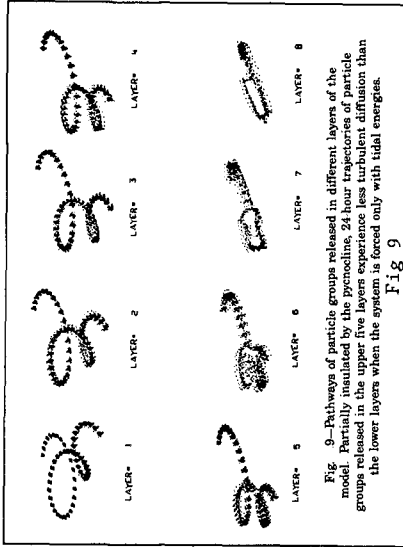 LAYER= 1
LAYER= 2
LAYER= 3
LAYER= 4
LAYER= 5
LAYER= 6
LAYER= 7
LAYER= 8
Fig. 9—Pathways of particle groups released in different layers of the
model. Partially insulated by the pycnocline, 24-hour trajectories of particle
groups released in the upper five layers experience less turbulent diffusion than
the lower layers when the system is forced only with tidal energies.
Fig 9